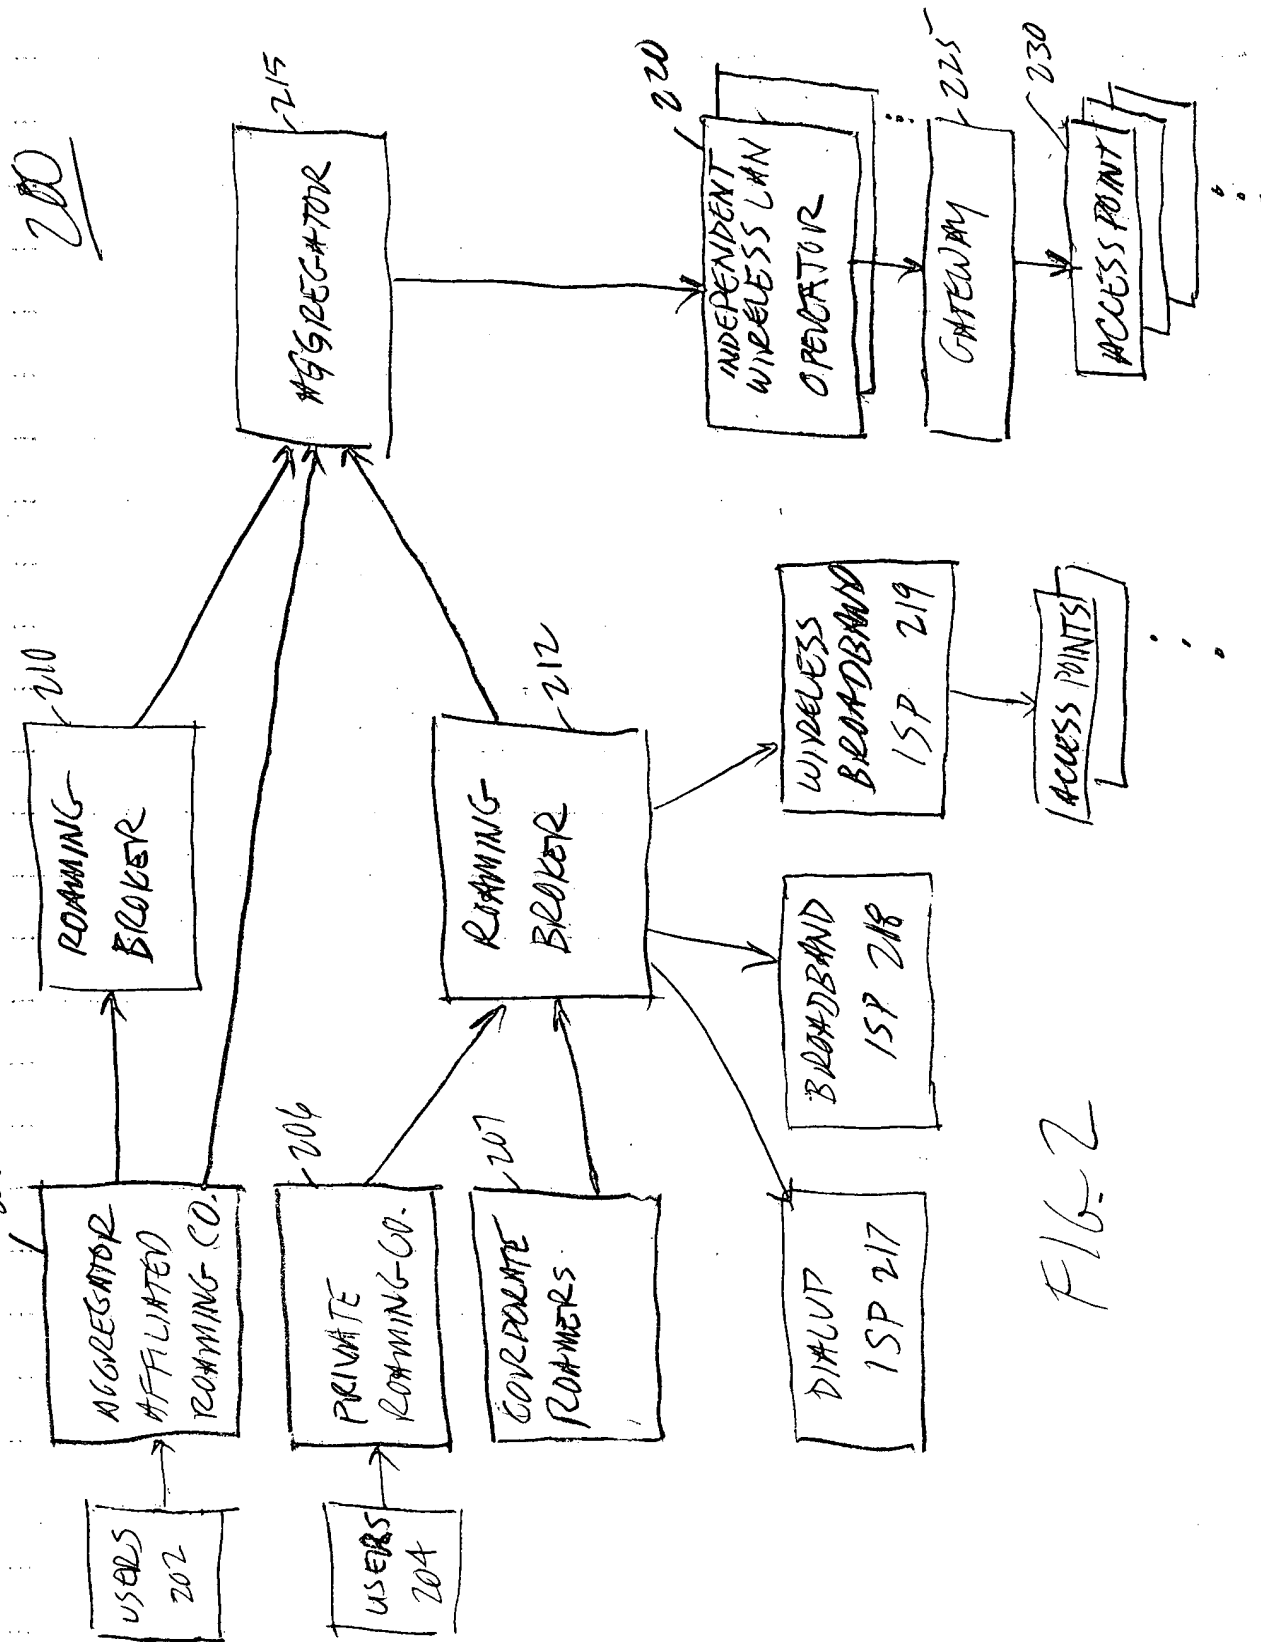 200
USERS
202
AGGREGATOR
AFFILIATED
ROAMING CO.
ROAMING
BROKER
210
AGGREGATOR
215
USERS
204
PRIVATE
ROAMING CO.
206
CORPORATE
ROAMERS
207
ROAMING
BROKER
212
INDEPENDENT
WIRELESS LAN
OPERATOR
220
DIALUP
ISP 217
BROADBAND
ISP 218
WIRELESS
BROADBAND
ISP 219
GATEWAY
225
ACCESS POINTS
ACCESS POINT
230
FIG-2